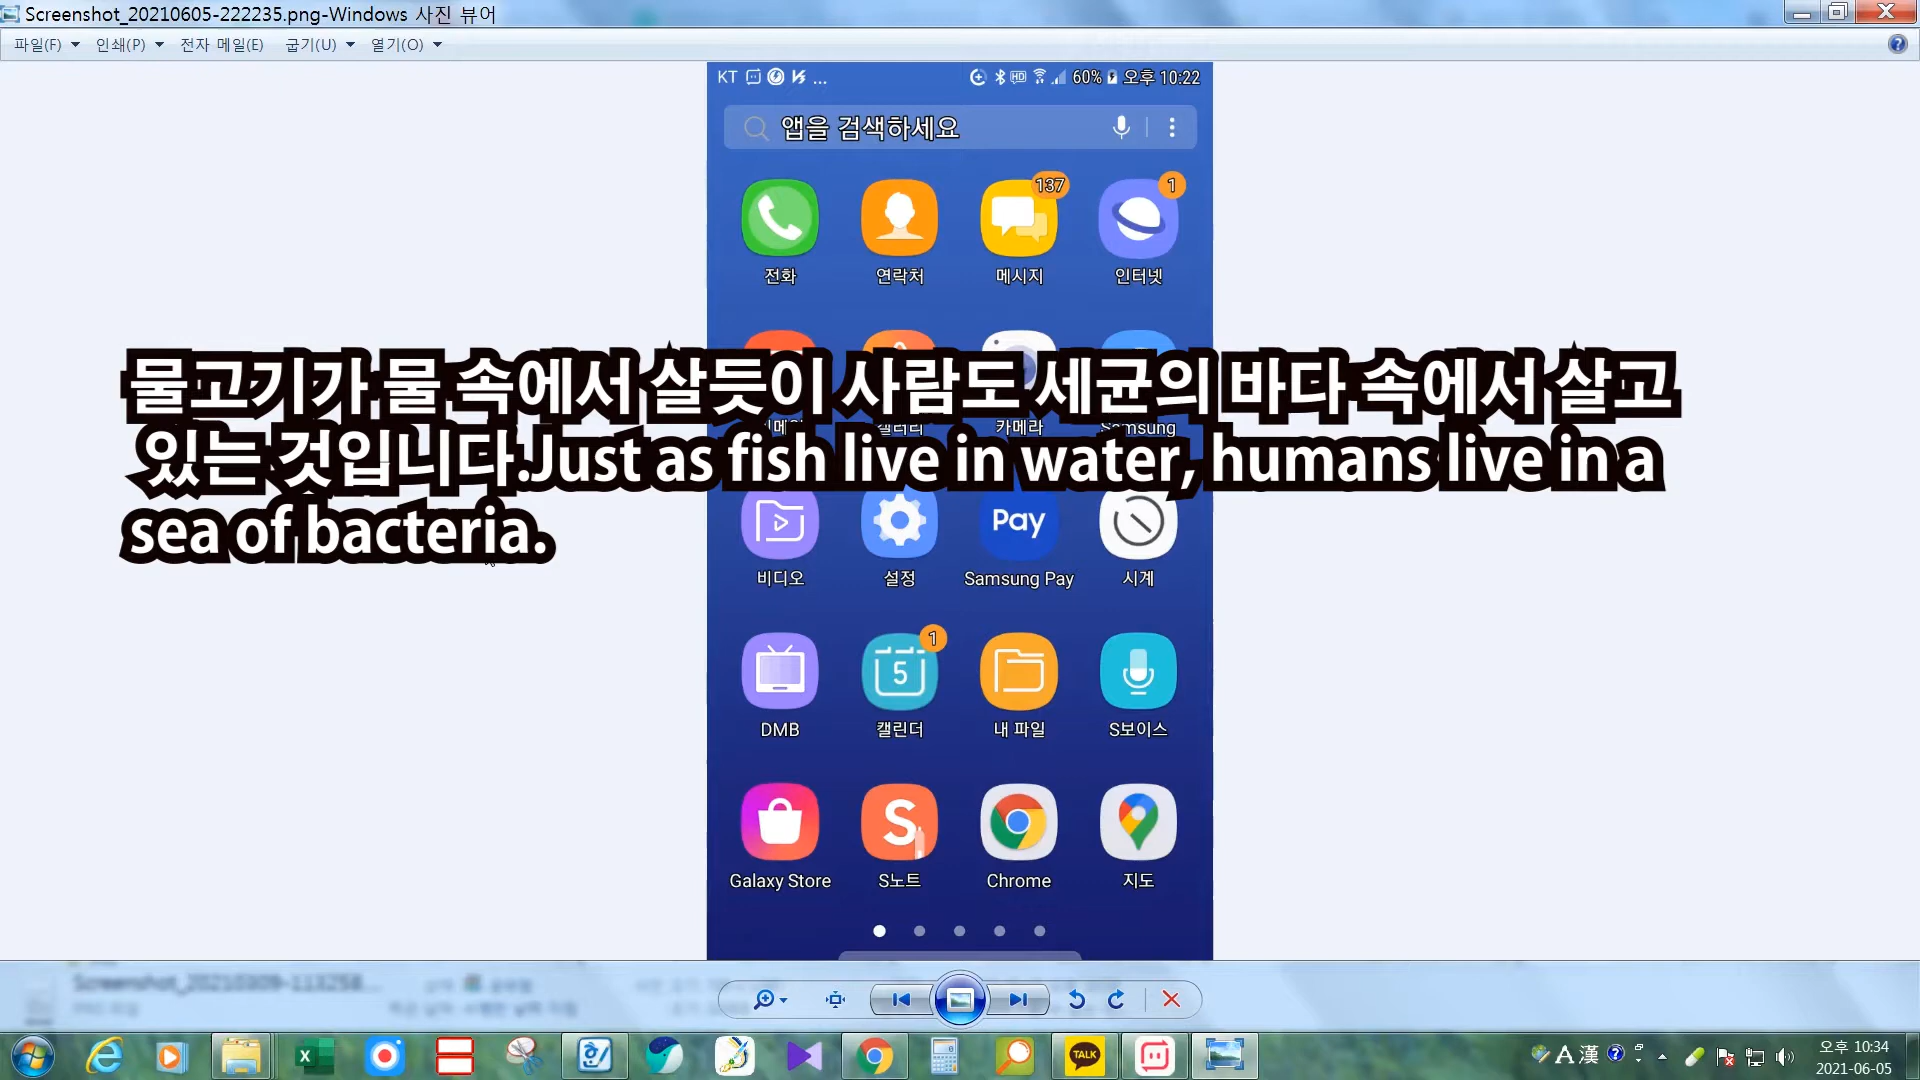 Screenshot_20210605-222235.png-Windows 사진 뷰어
파일(F) 인쇄(P) 전자 메일(E) 굽기(U) 열기(O)
KT ... HD 60% 오후 10:22
앱을 검색하세요
137 1
전화 연락처 메시지 인터넷
물고기가 물 속에서 살듯이 사람도 세균의 바다 속에서 살고
카메라 Samsung
있는 것입니다.Just as fish live in water, humans live in a
sea of bacteria.
Pay
비디오 설정 Samsung Pay 시계
1
5
DMB 캘린더 내 파일 S보이스
S
Galaxy Store S노트 Chrome 지도
Screenshot_20210309-113258...
TALK
A 漢
오후 10:34
2021-06-05